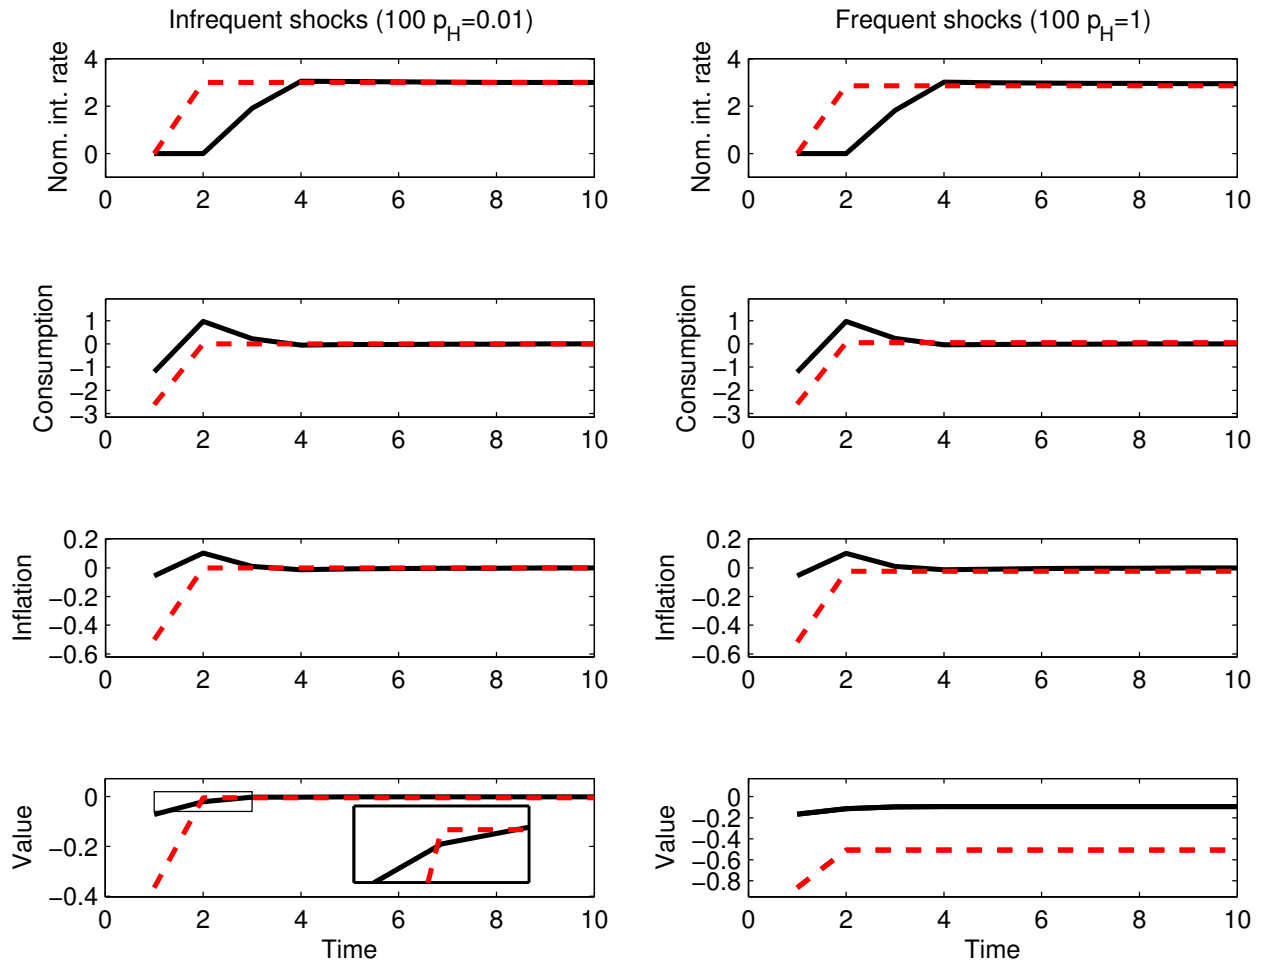 Infrequent shocks (100 p_H=0.01)
Nom. int. rate
4
2
0
0 2 4 6 8 10
Consumption
1
0
−1
−2
−3
0 2 4 6 8 10
Inflation
0.2
0
−0.2
−0.4
−0.6
0 2 4 6 8 10
Value
0
−0.2
−0.4
0 2 4 6 8 10
Time
Frequent shocks (100 p_H=1)
Nom. int. rate
4
2
0
0 2 4 6 8 10
Consumption
1
0
−1
−2
−3
0 2 4 6 8 10
Inflation
0.2
0
−0.2
−0.4
−0.6
0 2 4 6 8 10
Value
0
−0.2
−0.4
−0.6
−0.8
0 2 4 6 8 10
Time